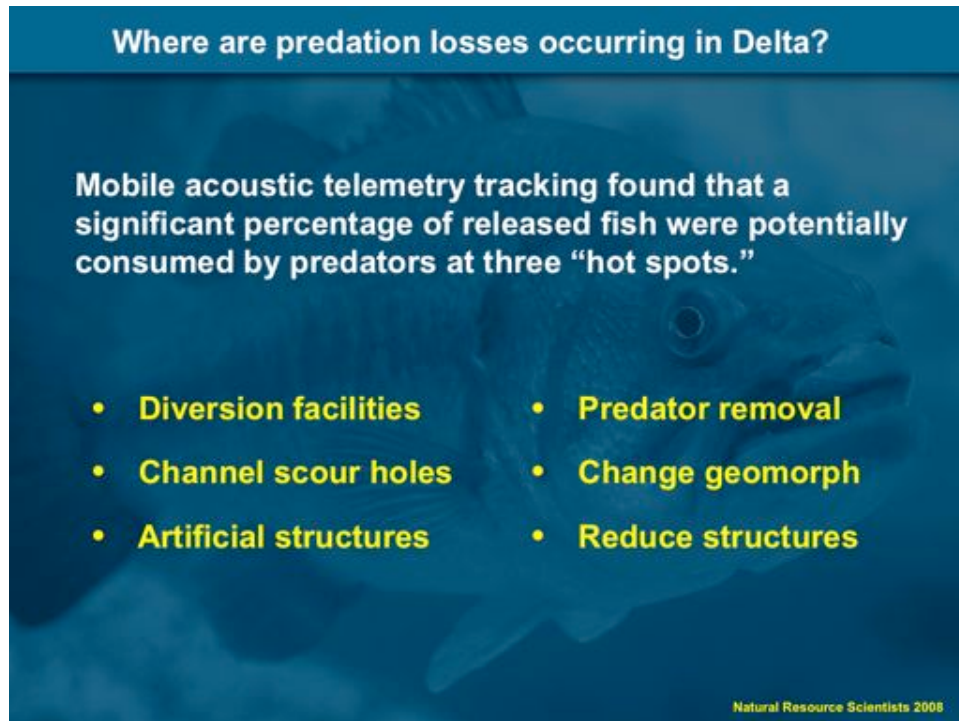 Where are predation losses occurring in Delta?
Mobile acoustic telemetry tracking found that a
significant percentage of released fish were potentially
consumed by predators at three “hot spots.”
• Diversion facilities
• Channel scour holes
• Artificial structures
• Predator removal
• Change geomorph
• Reduce structures
Natural Resource Scientists 2008